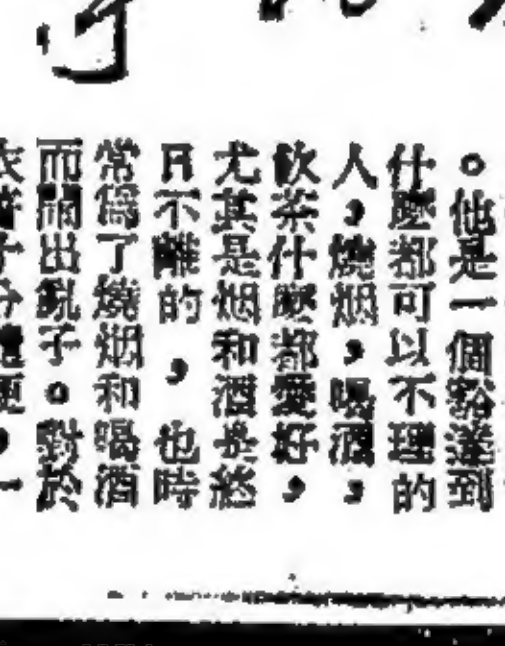 。他是一個豁達到
什麼都可以不理的
人，燒烟，喝酒，
飲茶什麼都愛好，
尤其是烟和酒是終
日不離的，也時
常爲了燒烟和喝酒
而鬧出亂子。對於
衣着十分隨便，一